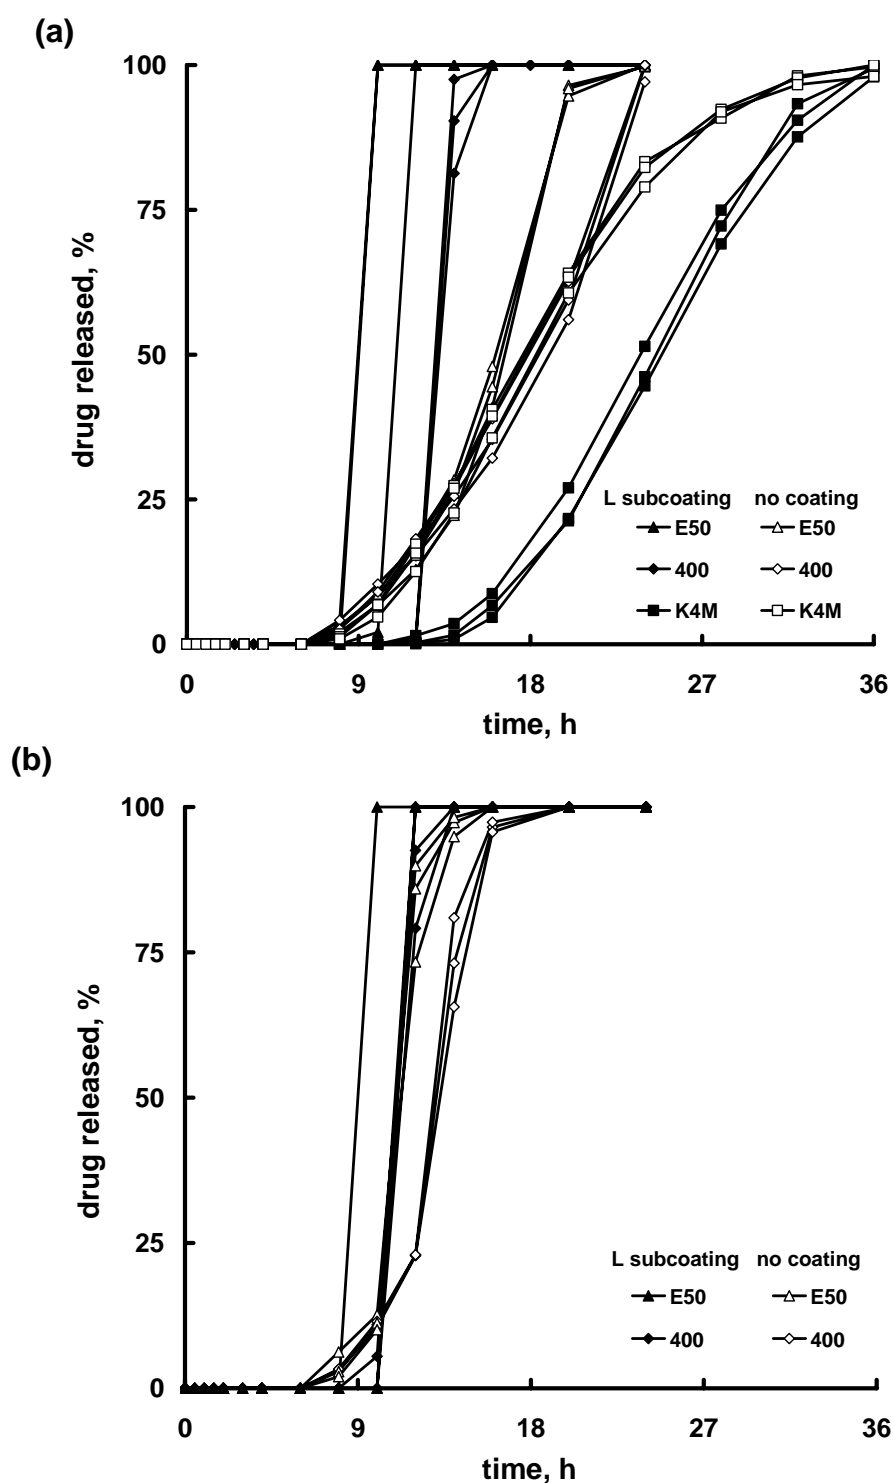 (a)
100
75
50
25
0
drug released, %
L subcoating no coating
E50 E50
400 400
K4M K4M
0 9 18 27 36
time, h
(b)
100
75
50
25
0
drug released, %
L subcoating no coating
E50 E50
400 400
0 9 18 27 36
time, h